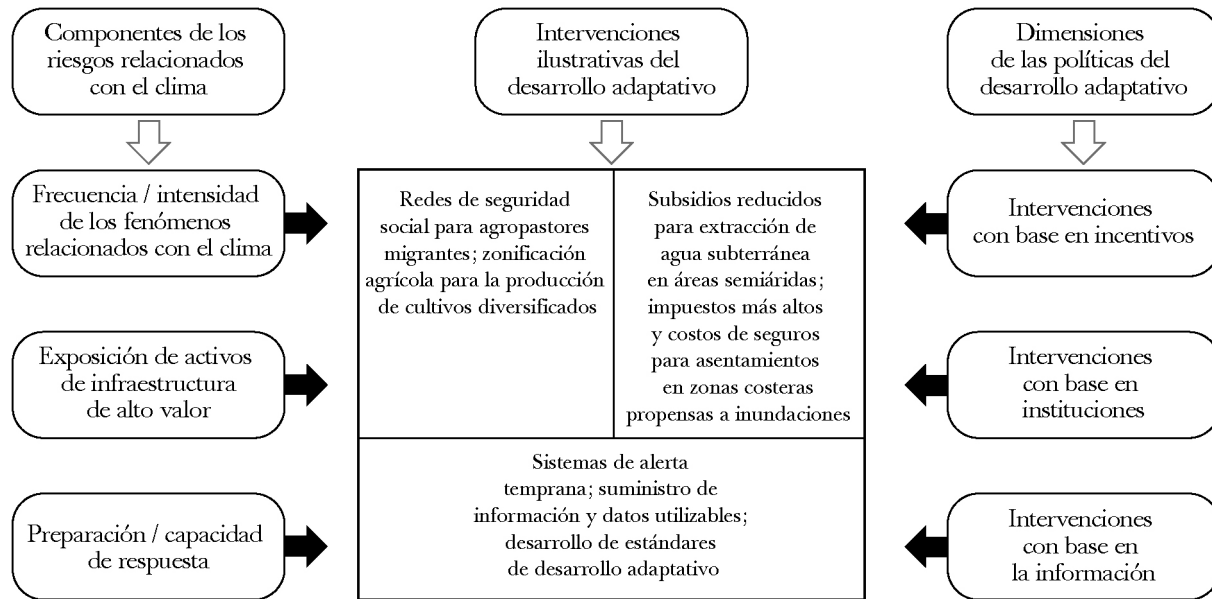 Componentes de los
riesgos relacionados
con el clima
Intervenciones
ilustrativas del
desarrollo adaptativo
Dimensiones
de las políticas del
desarrollo adaptativo
Frecuencia / intensidad
de los fenómenos
relacionados con el clima
Exposición de activos
de infraestructura
de alto valor
Preparación / capacidad
de respuesta
Redes de seguridad
social para agropastores
migrantes; zonificación
agrícola para la producción
de cultivos diversificados
Subsidios reducidos
para extracción de
agua subterránea
en áreas semiáridas;
impuestos más altos
y costos de seguros
para asentamientos
en zonas costeras
propensas a inundaciones
Sistemas de alerta
temprana; suministro de
información y datos utilizables;
desarrollo de estándares
de desarrollo adaptativo
Intervenciones
con base en incentivos
Intervenciones
con base en
instituciones
Intervenciones
con base en
la información